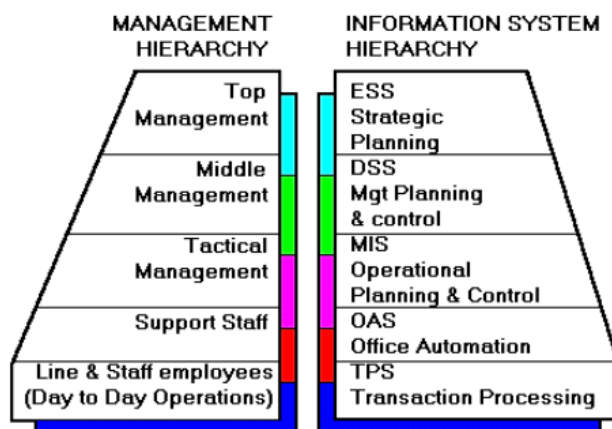 MANAGEMENT
HIERARCHY
Top
Management
Middle
Management
Tactical
Management
Support Staff
Line & Staff employees
(Day to Day Operations)
INFORMATION SYSTEM
HIERARCHY
ESS
Strategic
Planning
DSS
Mgt Planning
& control
MIS
Operational
Planning & Control
OAS
Office Automation
TPS
Transaction Processing